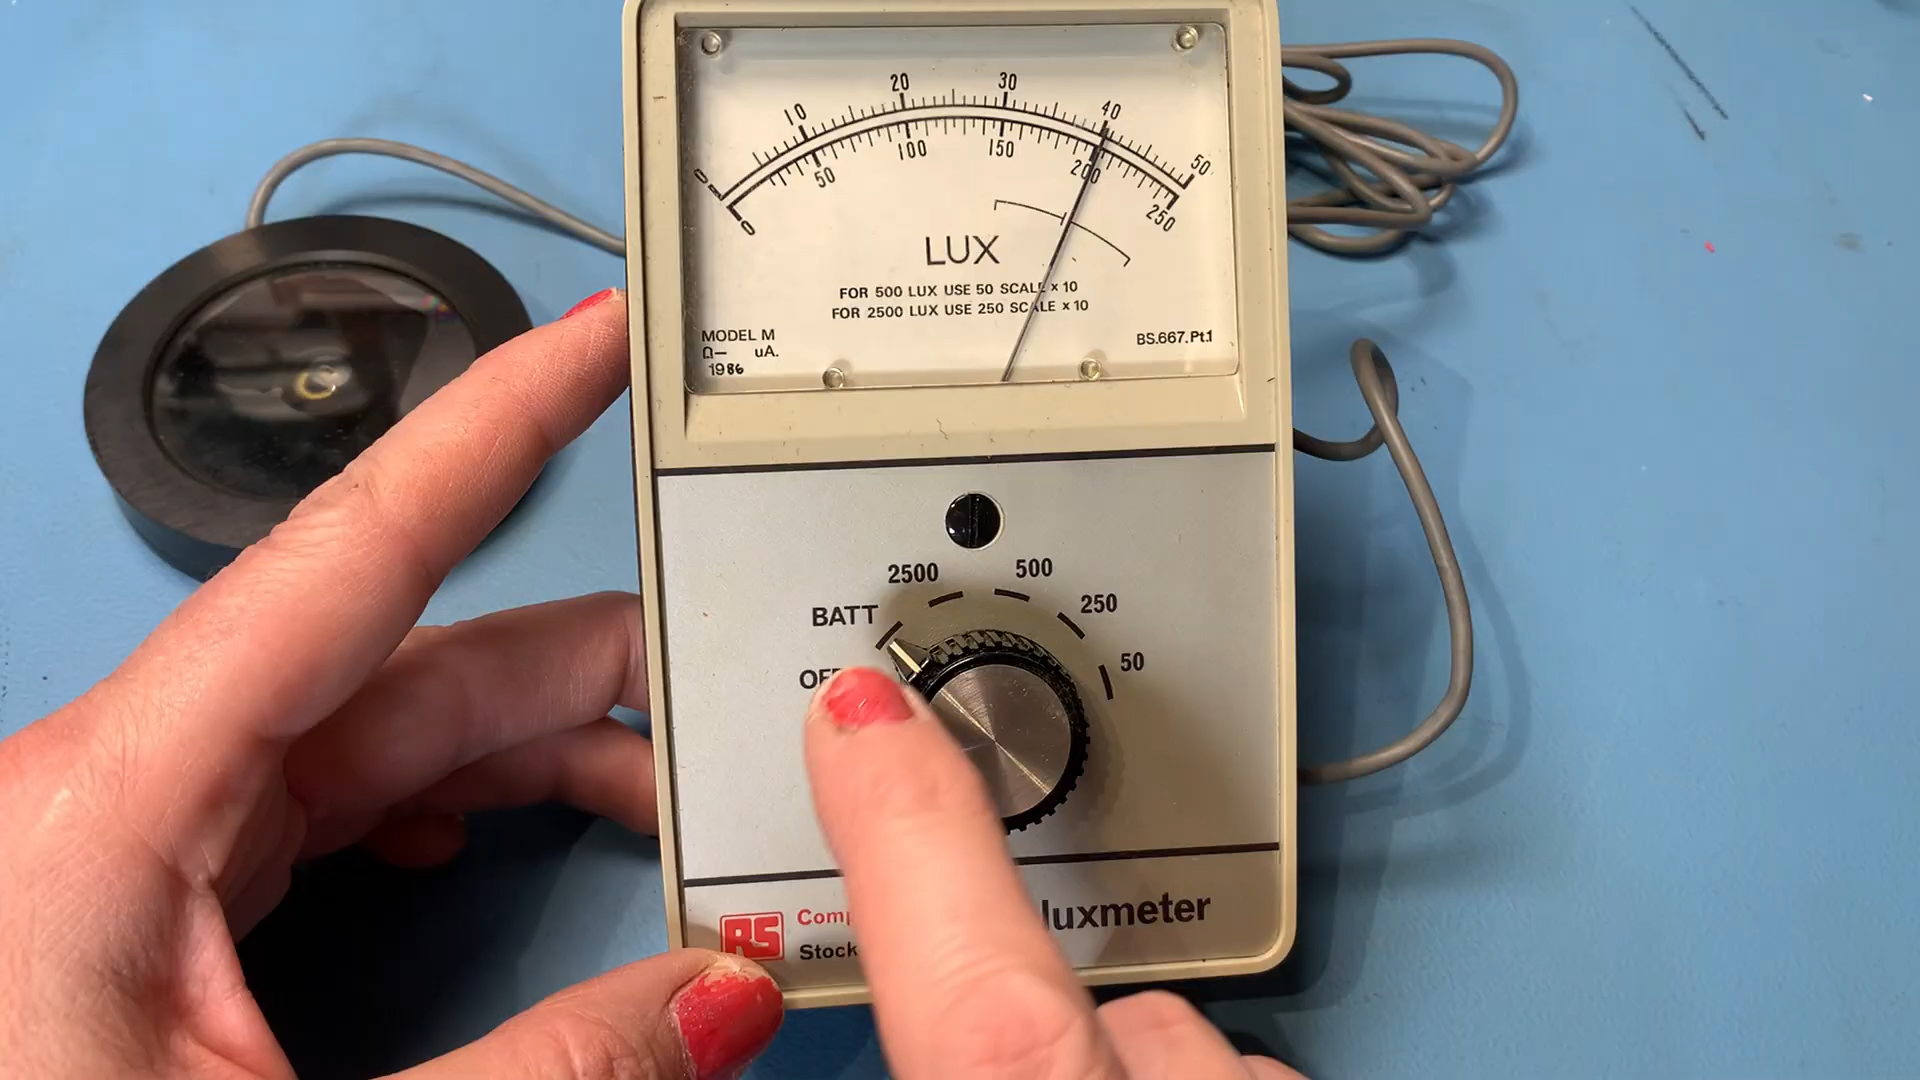 0 10 20 30 40 50
0 50 100 150 200 250
LUX
FOR 500 LUX USE 50 SCALE x 10
FOR 2500 LUX USE 250 SCALE x 10
MODEL M
Ω⎓ uA.
1986
BS.667.Pt.1
2500 500
BATT 250
50
RS
luxmeter
Stock